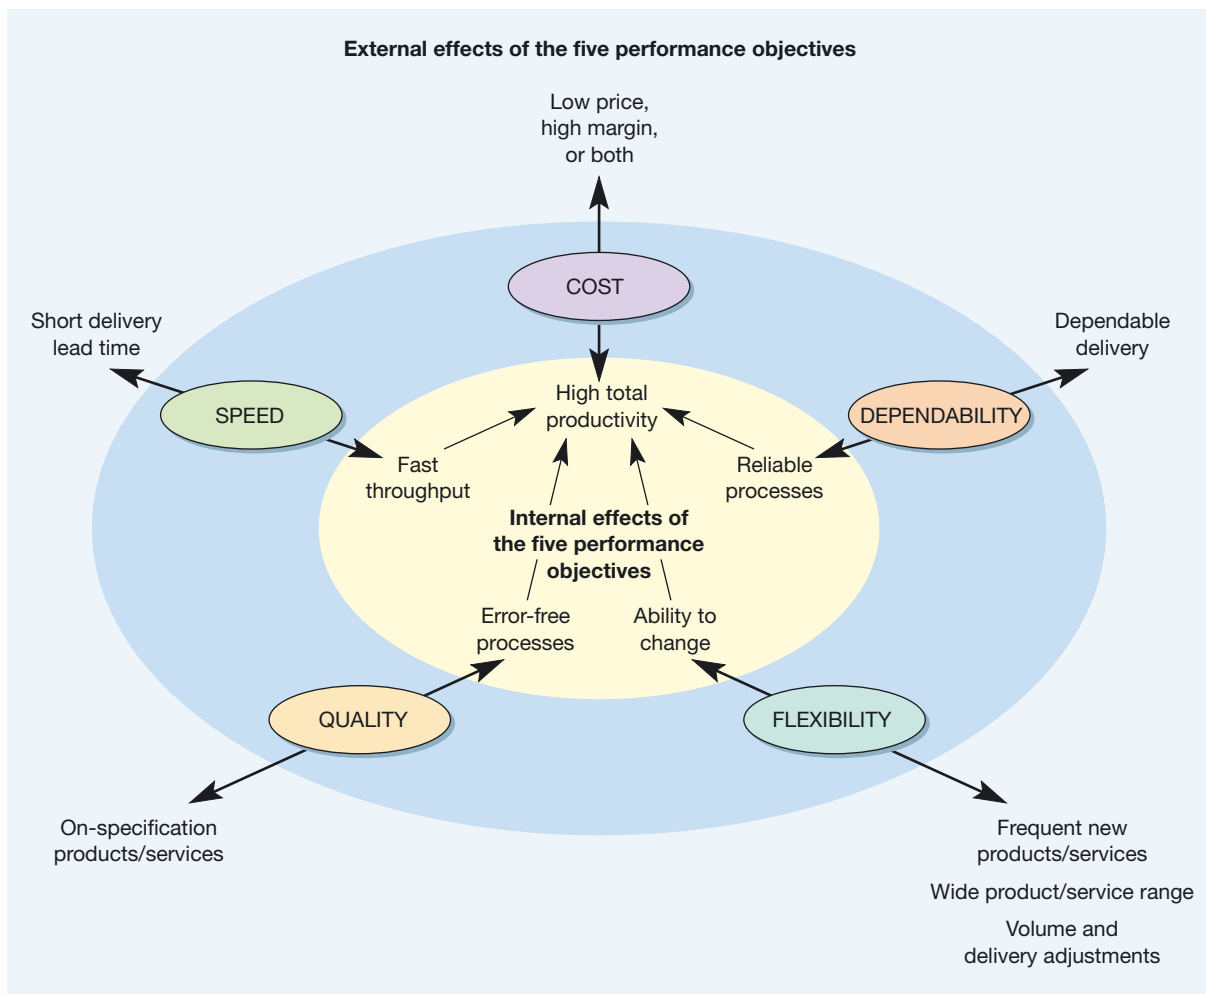 External effects of the five performance objectives
Low price,
high margin,
or both
COST
Short delivery
lead time
Dependable
delivery
SPEED
DEPENDABILITY
High total
productivity
Fast
throughput
Reliable
processes
Internal effects of
the five performance
objectives
Error-free
processes
Ability to
change
QUALITY
FLEXIBILITY
On-specification
products/services
Frequent new
products/services
Wide product/service range
Volume and
delivery adjustments